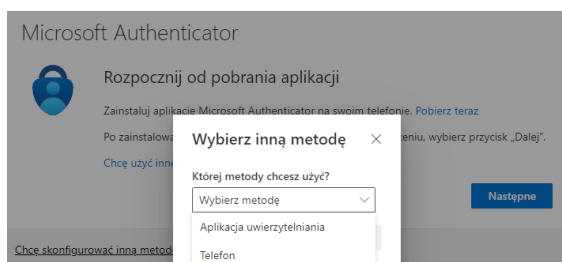 Microsoft Authenticator
Rozpocznij od pobrania aplikacji
Zainstaluj aplikację Microsoft Authenticator na swoim telefonie. Pobierz teraz
Po zainstalowa
eniu, wybierz przycisk „Dalej”.
Chcę użyć inne
Wybierz inną metodę
Której metody chcesz użyć?
Wybierz metodę
Następne
Aplikacja uwierzytelniania
Chcę skonfigurować inną metod
Telefon